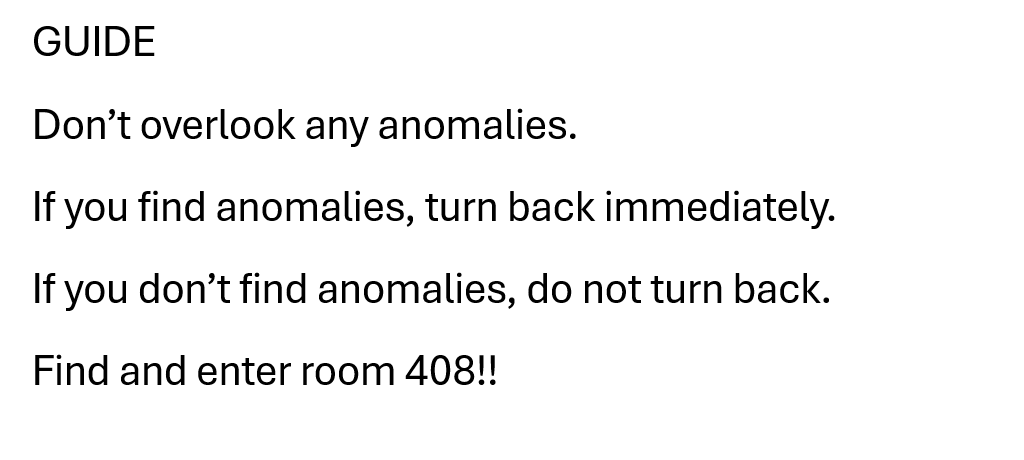 GUIDE
Don’t overlook any anomalies.
If you find anomalies, turn back immediately.
If you don’t find anomalies, do not turn back.
Find and enter room 408!!